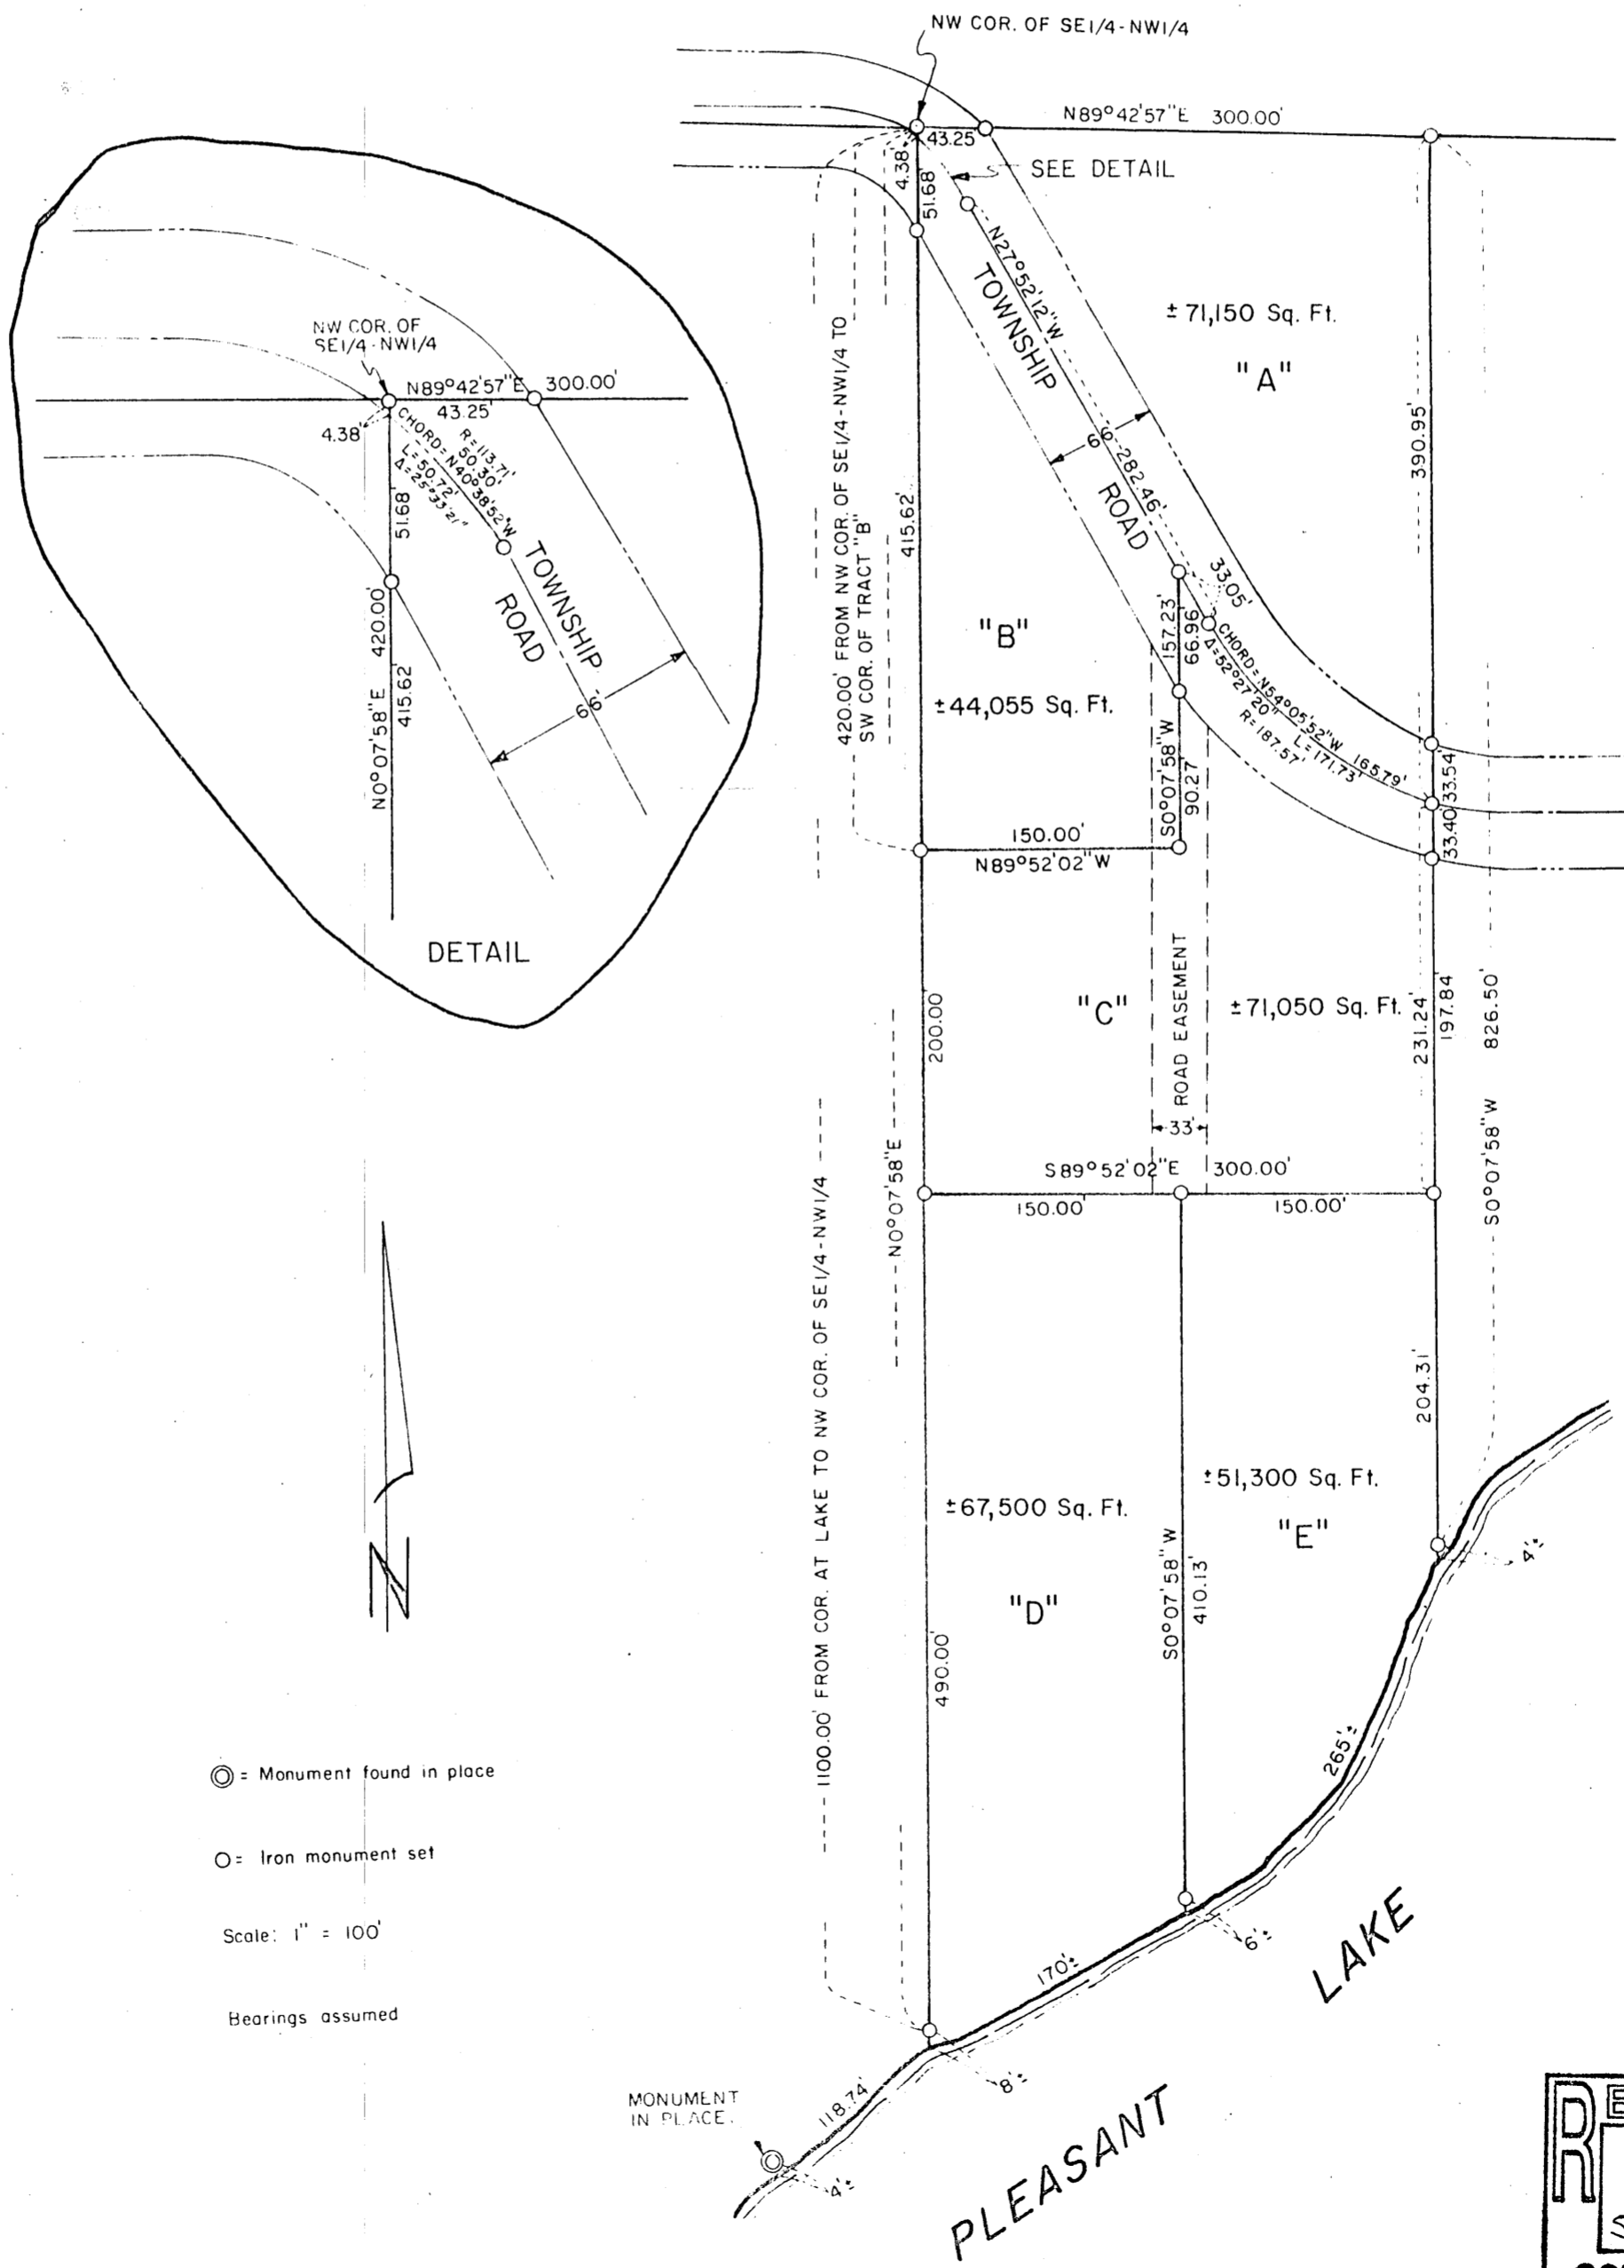 NW COR. OF SE1/4-NW1/4
N89°42'57"E 300.00'
43.25'
4.38'
51.68'
SEE DETAIL
N27°52'12"W
282.46'
TOWNSHIP
ROAD
66'
± 71,150 Sq. Ft.
"A"
390.95'
NW COR. OF
SE1/4-NW1/4
N89°42'57"E 300.00'
43.25'
4.38'
R=113.71'
50.30'
CHORD=N40°38'52"W
L=50.72'
Δ=25°33'21"
51.68'
TOWNSHIP
ROAD
66'
N0°07'58"E 420.00'
415.62'
DETAIL
420.00' FROM NW COR. OF SE1/4-NW1/4 TO
SW COR. OF TRACT "B"
415.62'
"B"
±44,055 Sq. Ft.
33.05'
157.23'
66.96'
S0°07'58"W
90.27'
CHORD=N54°05'52"W 165.79'
Δ=52°27'20"
L=171.73'
R=187.57'
33.54'
33.40'
150.00'
N89°52'02"W
200.00'
"C"
ROAD EASEMENT
33'
±71,050 Sq. Ft.
231.24'
197.84'
826.50'
S0°07'58"W
S89°52'02"E 300.00'
150.00'
150.00'
N0°07'58"E
1100.00' FROM COR. AT LAKE TO NW COR. OF SE1/4-NW1/4
204.31'
±51,300 Sq. Ft.
"E"
±67,500 Sq. Ft.
"D"
S0°07'58"W
410.13'
490.00'
4'±
265'±
6'±
170'±
8'±
118.74'
4'±
N
= Monument found in place
= Iron monument set
Scale: 1" = 100'
Bearings assumed
MONUMENT
IN PLACE.
PLEASANT LAKE